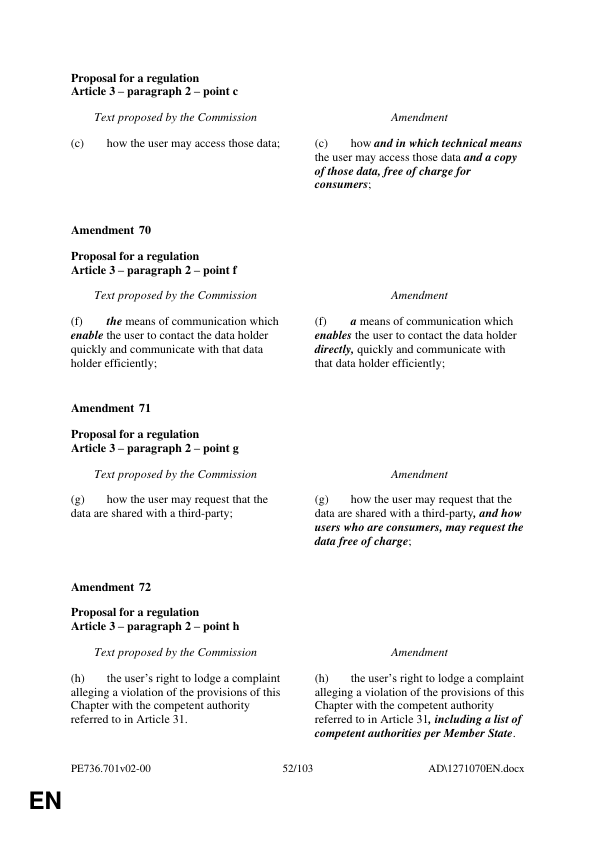 Proposal for a regulation
Article 3 – paragraph 2 – point c
Text proposed by the Commission
Amendment
(c) how the user may access those data;
(c) how and in which technical means
the user may access those data and a copy
of those data, free of charge for
consumers;
Amendment 70
Proposal for a regulation
Article 3 – paragraph 2 – point f
Text proposed by the Commission
Amendment
(f) the means of communication which
enable the user to contact the data holder
quickly and communicate with that data
holder efficiently;
(f) a means of communication which
enables the user to contact the data holder
directly, quickly and communicate with
that data holder efficiently;
Amendment 71
Proposal for a regulation
Article 3 – paragraph 2 – point g
Text proposed by the Commission
Amendment
(g) how the user may request that the
data are shared with a third-party;
(g) how the user may request that the
data are shared with a third-party, and how
users who are consumers, may request the
data free of charge;
Amendment 72
Proposal for a regulation
Article 3 – paragraph 2 – point h
Text proposed by the Commission
Amendment
(h) the user’s right to lodge a complaint
alleging a violation of the provisions of this
Chapter with the competent authority
referred to in Article 31.
(h) the user’s right to lodge a complaint
alleging a violation of the provisions of this
Chapter with the competent authority
referred to in Article 31, including a list of
competent authorities per Member State.
PE736.701v02-00
52/103
AD\1271070EN.docx
EN